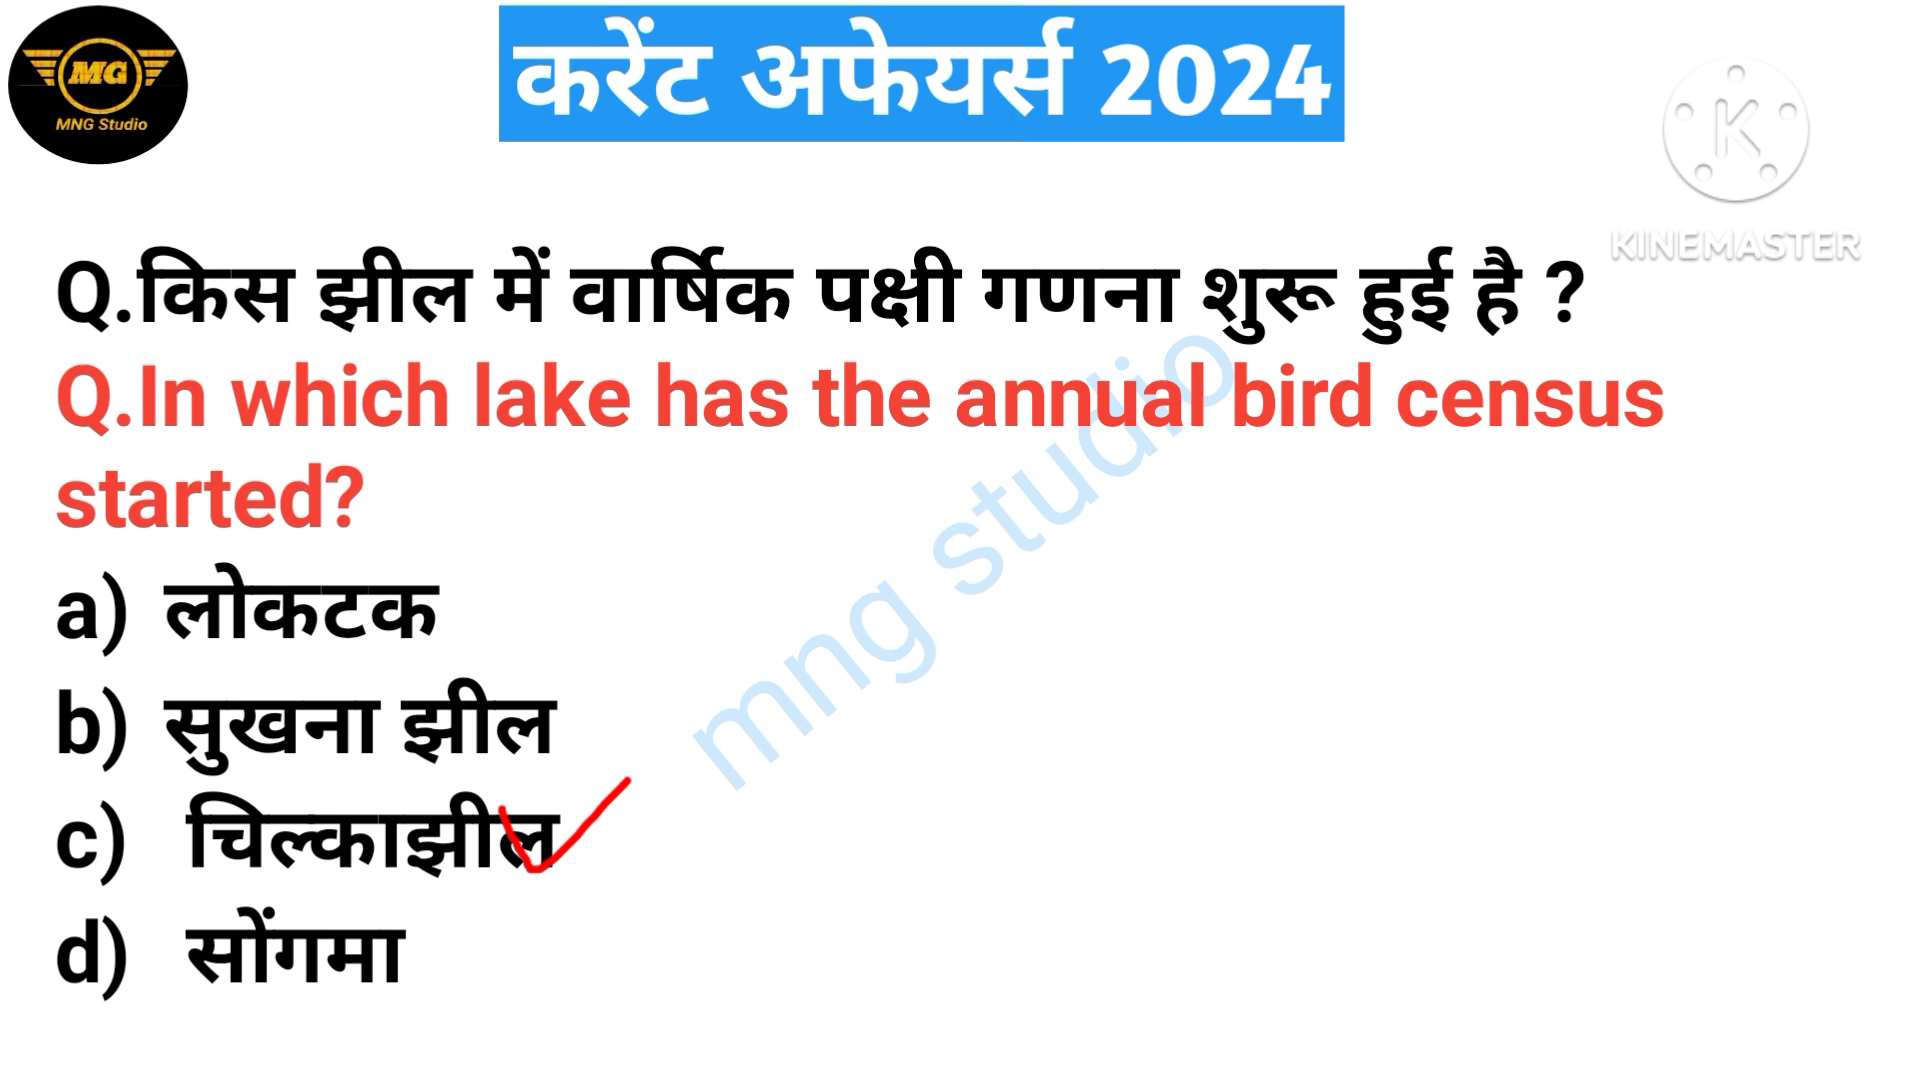 MG
MNG Studio
करेंट अफेयर्स 2024
K
KINEMASTER
Q.किस झील में वार्षिक पक्षी गणना शुरू हुई है ?
Q.In which lake has the annual bird census
started?
a) लोकटक
b) सुखना झील
c) चिल्काझील
d) सोंगमा
mng studio